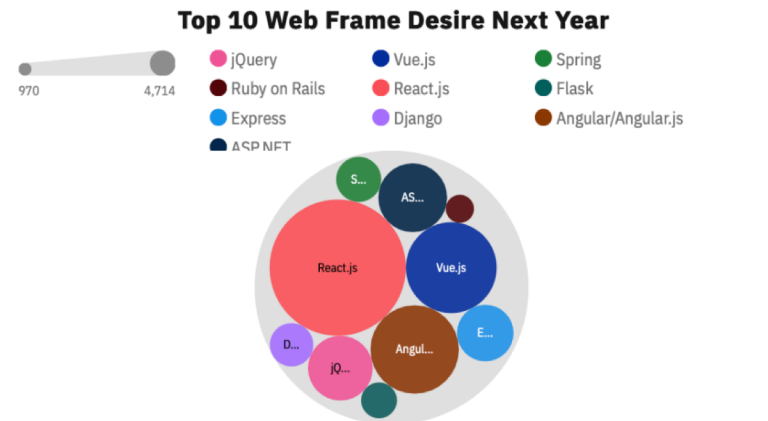 Top 10 Web Frame Desire Next Year
970
4,714
jQuery
Vue.js
Spring
Ruby on Rails
React.js
Flask
Express
Django
Angular/Angular.js
ASP.NET
S...
AS...
React.js
Vue.js
E...
D...
jQ...
Angul...